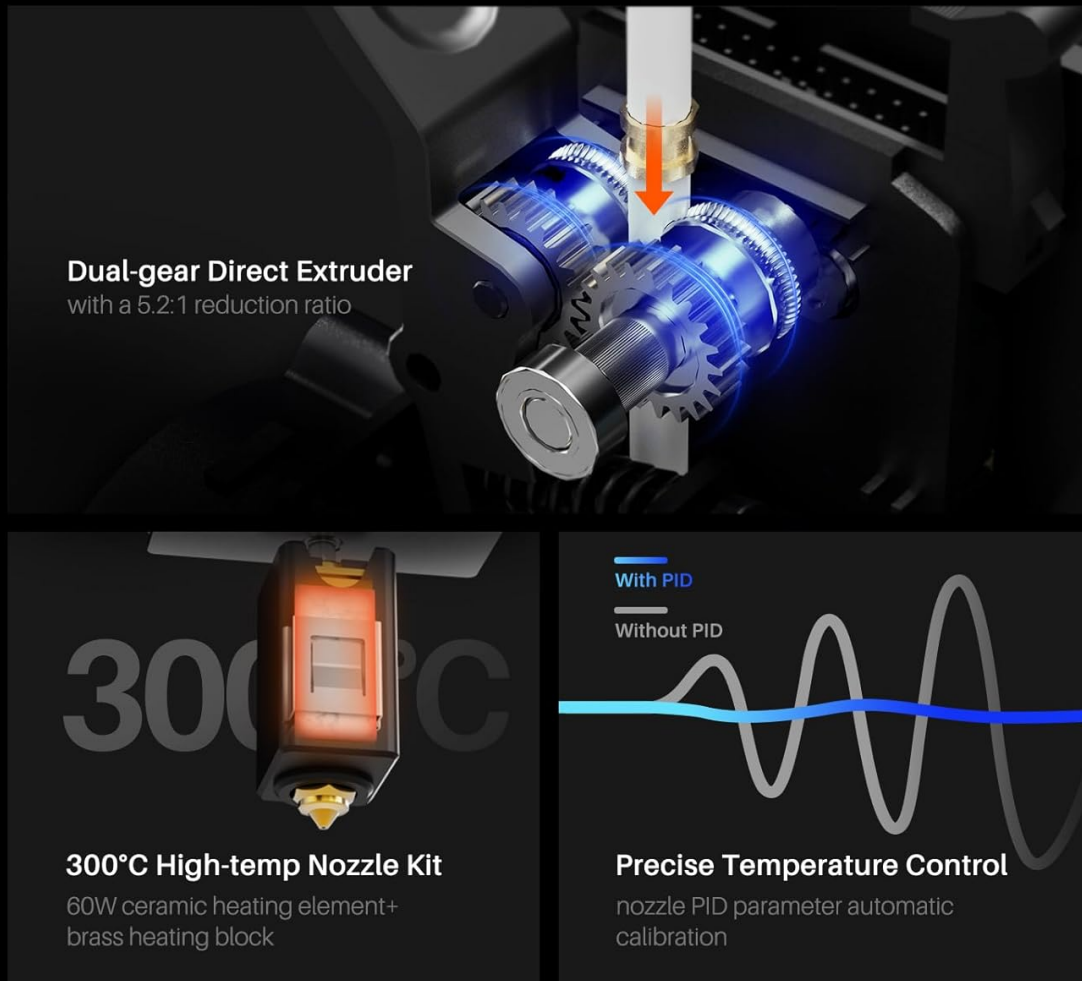 Dual-gear Direct Extruder
with a 5.2:1 reduction ratio
300°C
300°C High-temp Nozzle Kit
60W ceramic heating element+
brass heating block
With PID
Without PID
Precise Temperature Control
nozzle PID parameter automatic
calibration